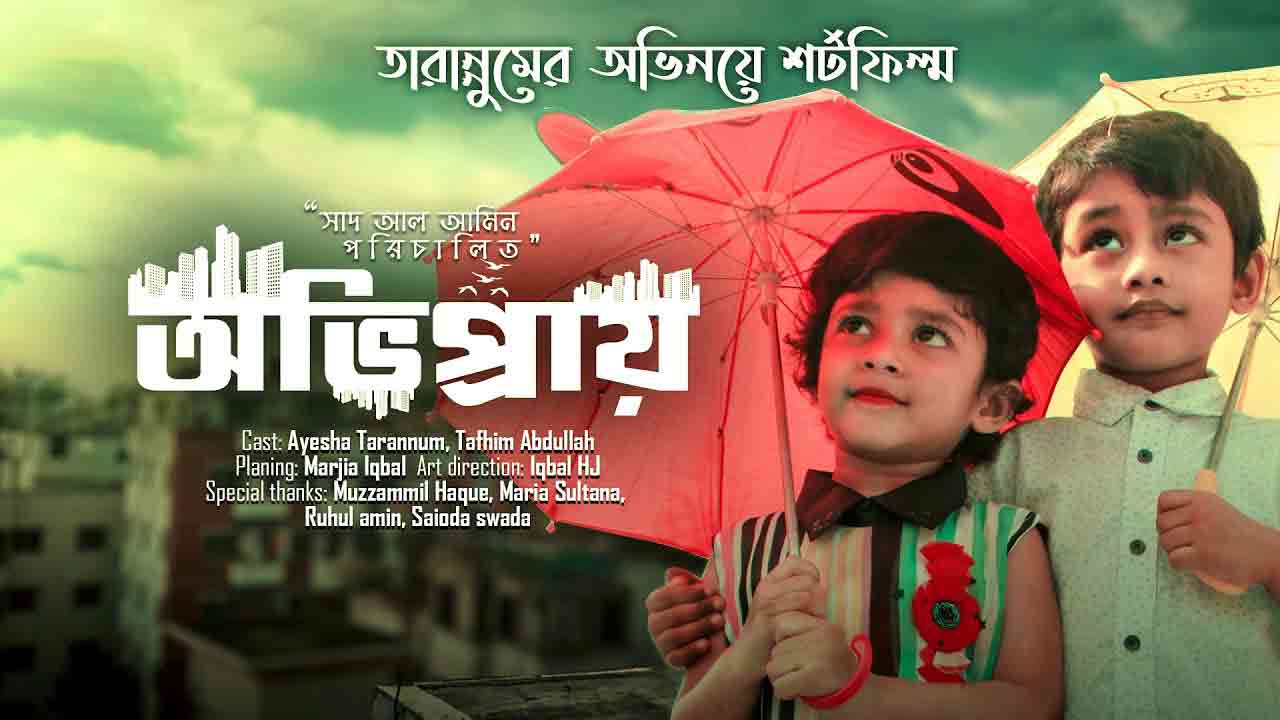 তারান্নুমের অভিনয়ে শর্টফিল্ম
“সাদ আল আমিন
পরিচালিত”
অভিপ্রায়
Cast: Ayesha Tarannum, Tafhim Abdullah
Planing: Marjia Iqbal Art direction: Iqbal HJ
Special thanks: Muzzammil Haque, Maria Sultana,
Ruhul amin, Saioda swada